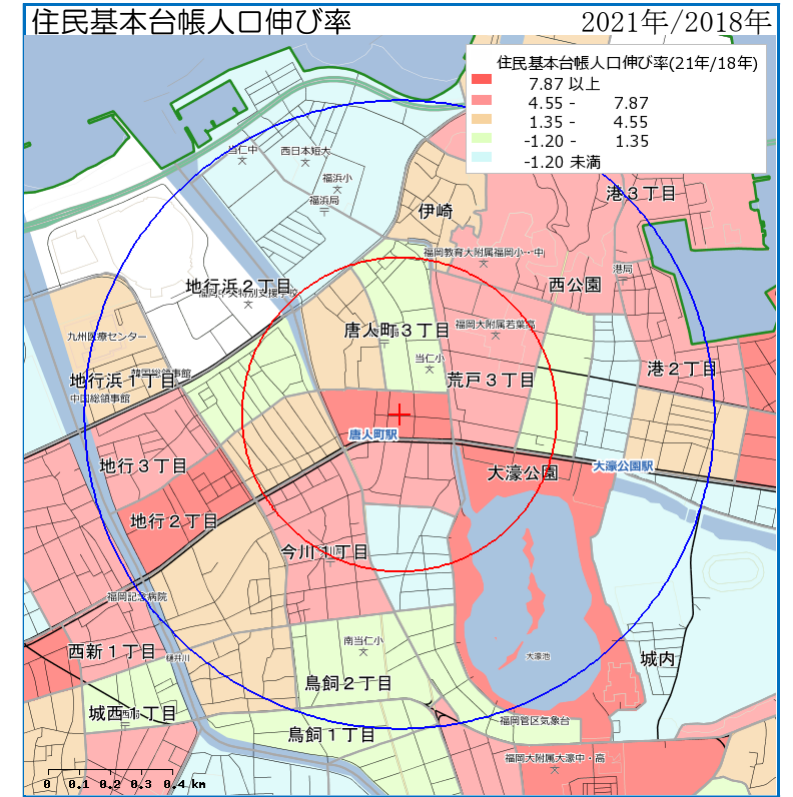 住民基本台帳人口伸び率
2021年/2018年
住民基本台帳人口伸び率(21年/18年)
7.87 以上
4.55 - 7.87
1.35 - 4.55
-1.20 - 1.35
-1.20 未満
当仁中
西日本短大
福浜小
福浜局
伊崎
港3丁目
福岡教育大附属福岡小・中
港局
西公園
地行浜2丁目
唐人町3丁目
福岡大附属若葉高
九州医療センター
当仁小
荒戸3丁目
港2丁目
地行浜1丁目
韓国総領事館
中国総領事館
唐人町駅
地行3丁目
大濠公園
大濠公園駅
地行2丁目
今川1丁目
福岡記念病院
南当仁小
西新1丁目
樋井川
大濠池
城内
鳥飼2丁目
城西1丁目
福岡管区気象台
鳥飼1丁目
福岡大附属大濠中・高
0 0.1 0.2 0.3 0.4 km